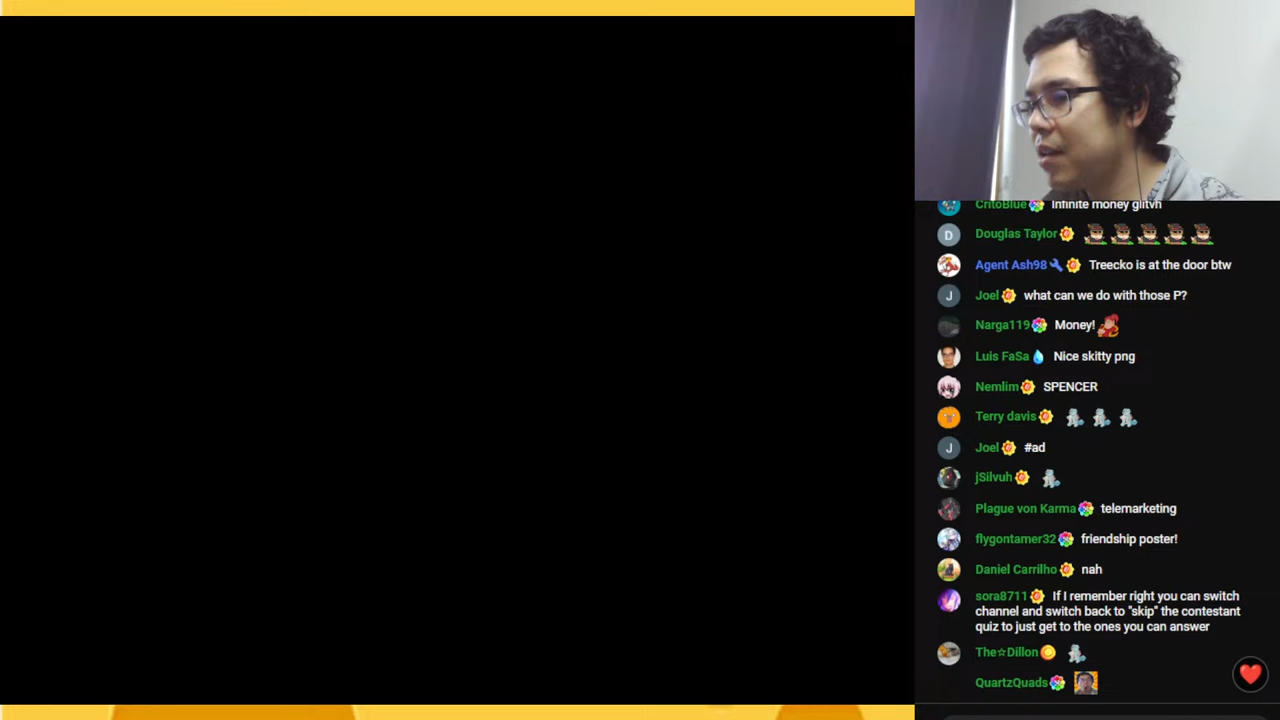 CritoBlue Infinite money glitvh
Douglas Taylor
Agent Ash98 Treecko is at the door btw
Joel what can we do with those P?
Narga119 Money!
Luis FaSa Nice skitty png
Nemlim SPENCER
Terry davis
Joel #ad
jSilvuh
Plague von Karma telemarketing
flygontamer32 friendship poster!
Daniel Carrilho nah
sora8711 If I remember right you can switch
channel and switch back to "skip" the contestant
quiz to just get to the ones you can answer
The☆Dillon
QuartzQuads
D
J
J